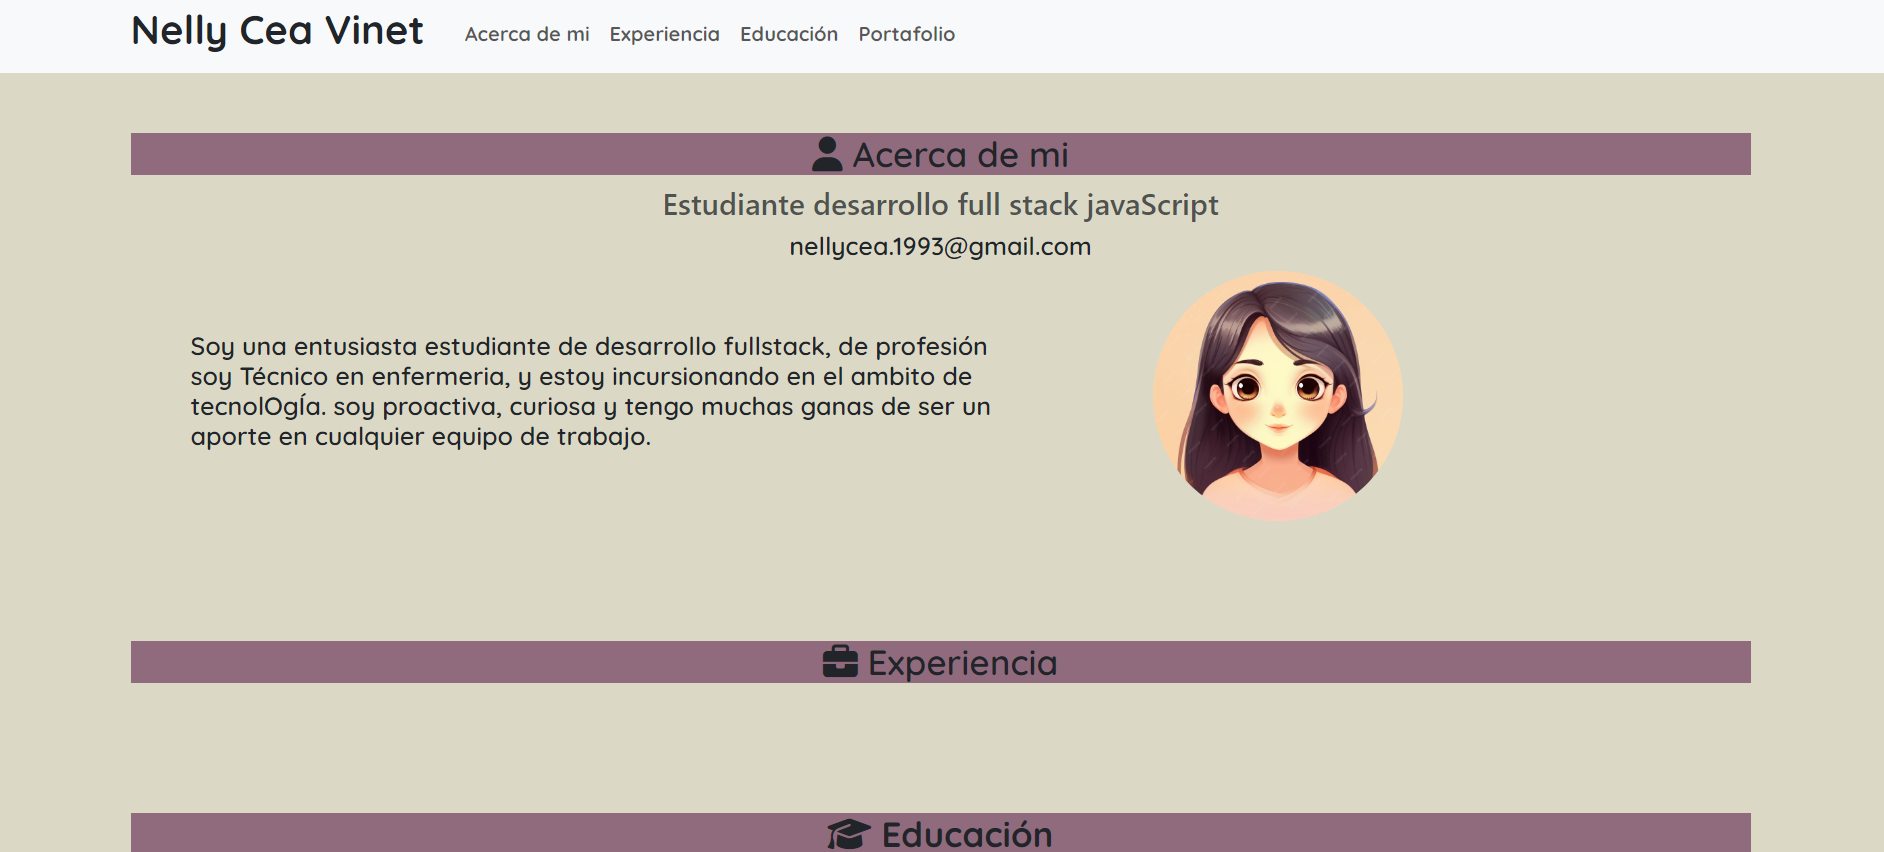 Nelly Cea Vinet
Acerca de mi Experiencia Educación Portafolio
Acerca de mi
Estudiante desarrollo full stack javaScript
nellycea.1993@gmail.com
Soy una entusiasta estudiante de desarrollo fullstack, de profesión
soy Técnico en enfermeria, y estoy incursionando en el ambito de
tecnolOgÍa. soy proactiva, curiosa y tengo muchas ganas de ser un
aporte en cualquier equipo de trabajo.
Experiencia
Educación